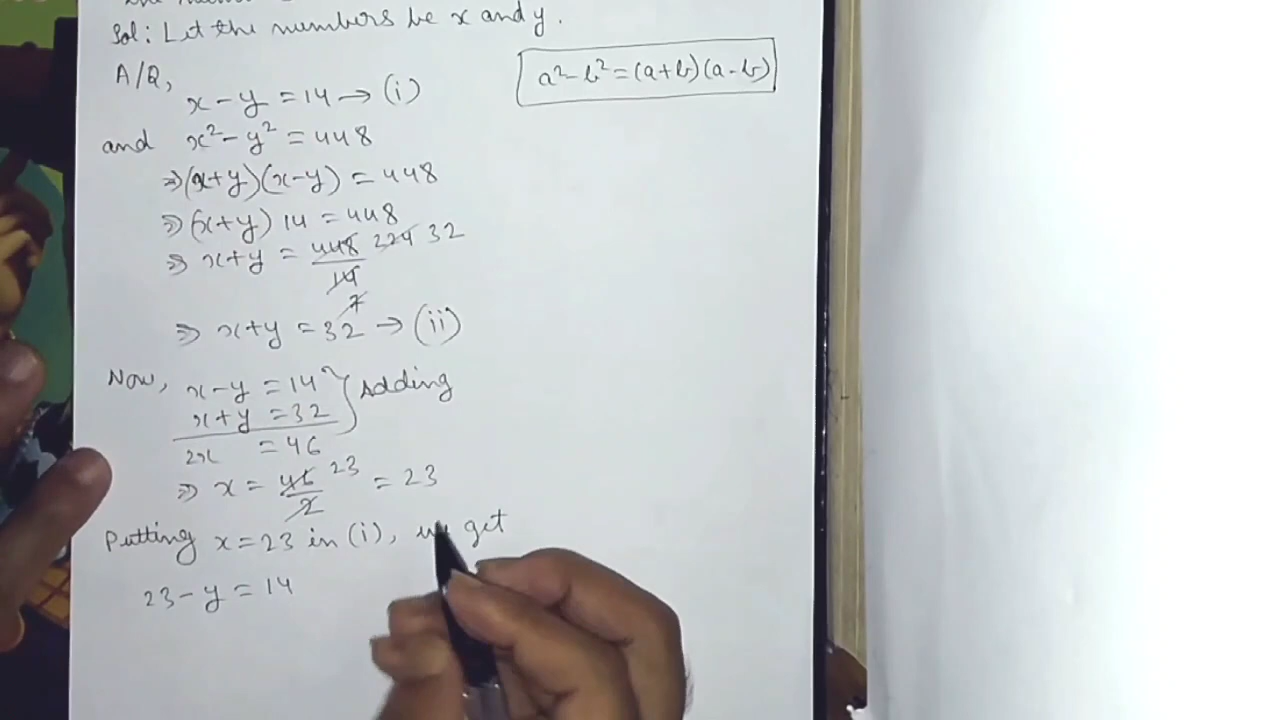 Sol: Let the numbers be x and y.
A/Q,
x - y = 14 → (i)
a² - b² = (a+b)(a-b)
and x² - y² = 448
⇒ (x+y)(x-y) = 448
⇒ (x+y) 14 = 448
⇒ x+y = 448/14 224 32
7
⇒ x+y = 32 → (ii)
Now, x - y = 14
x + y = 32 } Adding
2x = 46
⇒ x = 46/2 23 = 23
Putting x = 23 in (i), we get
23 - y = 14